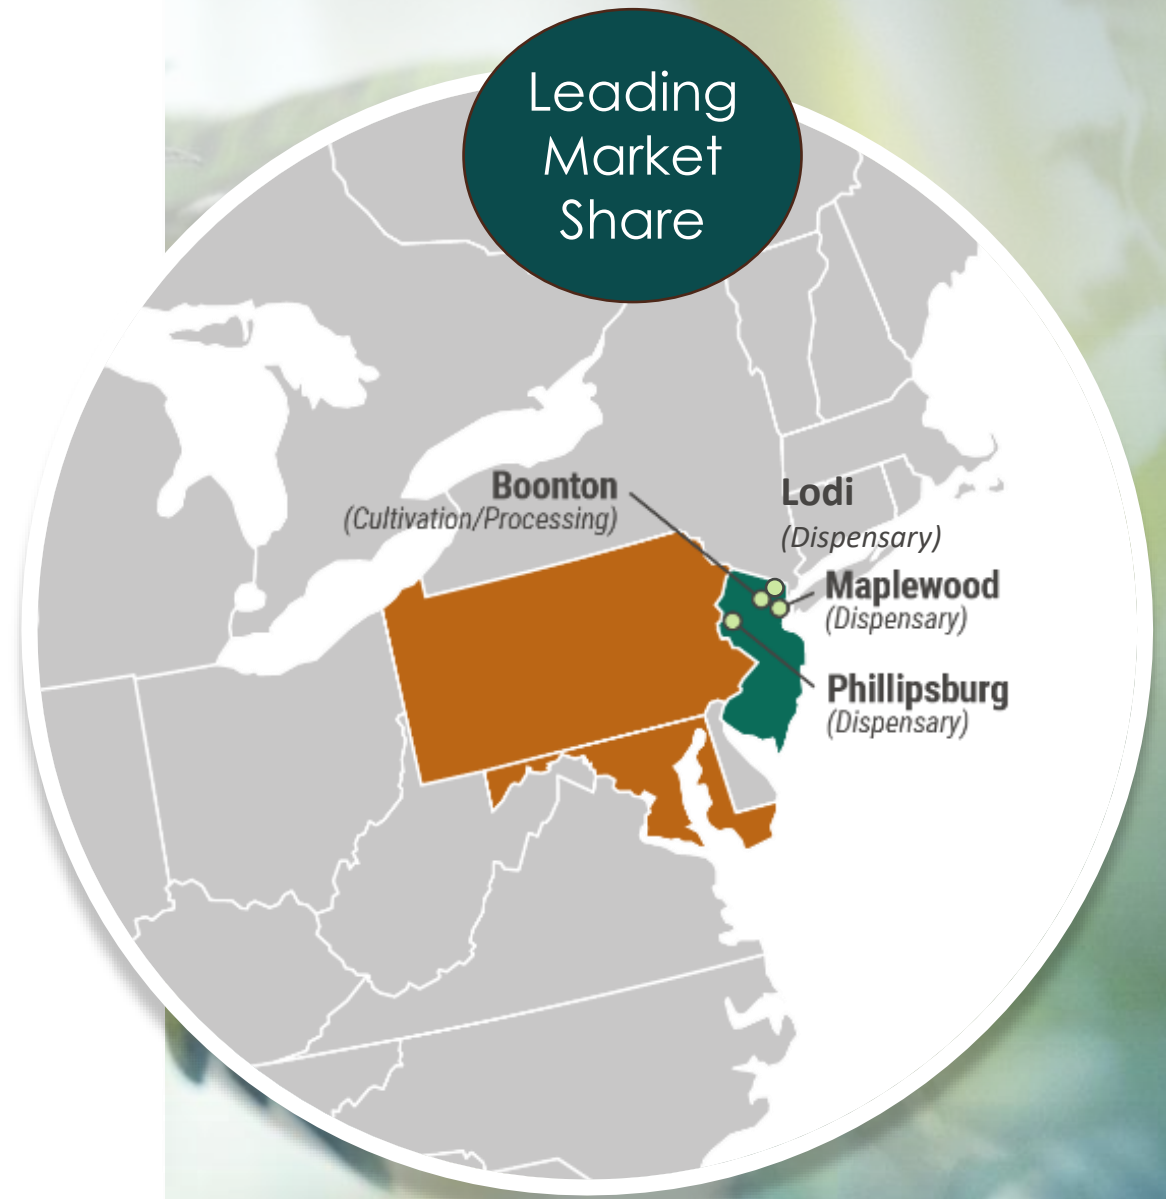 Leading
Market
Share
Boonton
(Cultivation/Processing)
Lodi
(Dispensary)
Maplewood
(Dispensary)
Phillipsburg
(Dispensary)